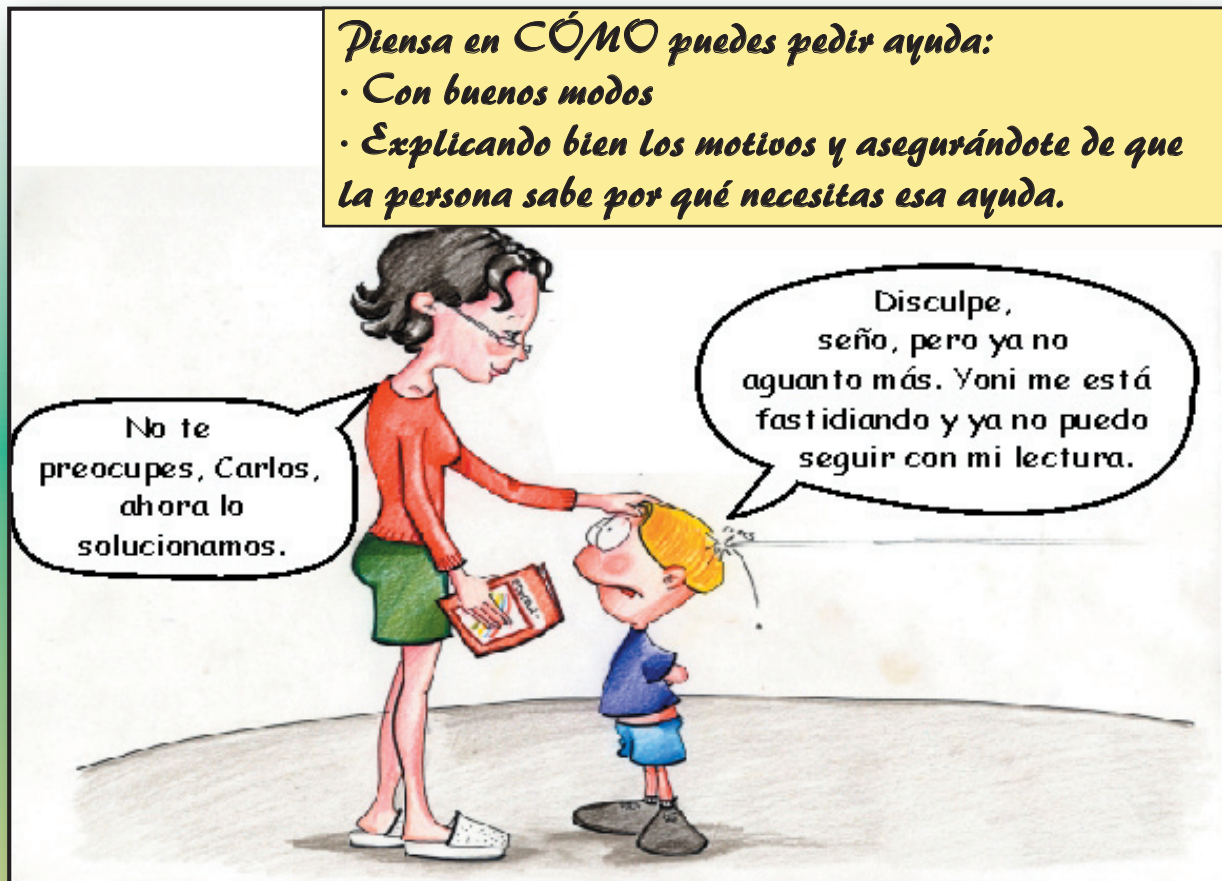 Piensa en CÓMO puedes pedir ayuda:
· Con buenos modos
· Explicando bien los motivos y asegurándote de que
la persona sabe por qué necesitas esa ayuda.
No te
preocupes, Carlos,
ahora lo
solucionamos.
Disculpe,
seño, pero ya no
aguanto más. Yoni me está
fastidiando y ya no puedo
seguir con mi lectura.